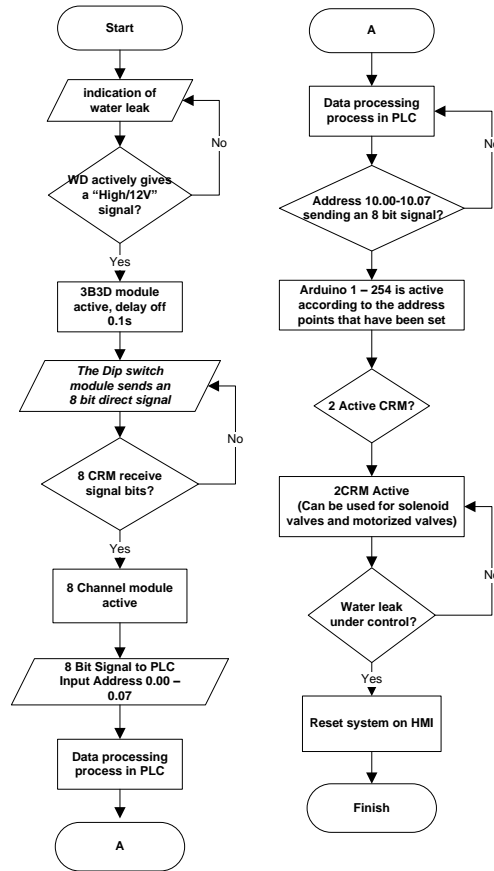 Start
indication of
water leak
No
WD actively gives
a “High/12V”
signal?
Yes
3B3D module
active, delay off
0.1s
The Dip switch
module sends an
8 bit direct signal
No
8 CRM receive
signal bits?
Yes
8 Channel module
active
8 Bit Signal to PLC
Input Address 0.00 –
0.07
Data processing
process in PLC
A
A
Data processing
process in PLC
No
Address 10.00-10.07
sending an 8 bit signal?
Arduino 1 – 254 is active
according to the address
points that have been set
2 Active CRM?
2CRM Active
(Can be used for solenoid
valves and motorized valves)
No
Water leak
under control?
Yes
Reset system on HMI
Finish